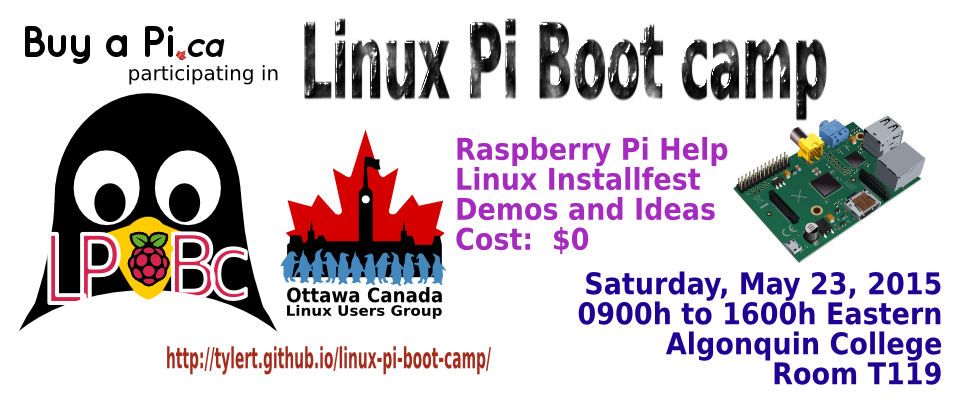 Buy a Pi.ca
participating in
Linux Pi Boot camp
LPBC
Ottawa Canada
Linux Users Group
Raspberry Pi Help
Linux Installfest
Demos and Ideas
Cost: $0
Saturday, May 23, 2015
0900h to 1600h Eastern
Algonquin College
Room T119
http://tylert.github.io/linux-pi-boot-camp/